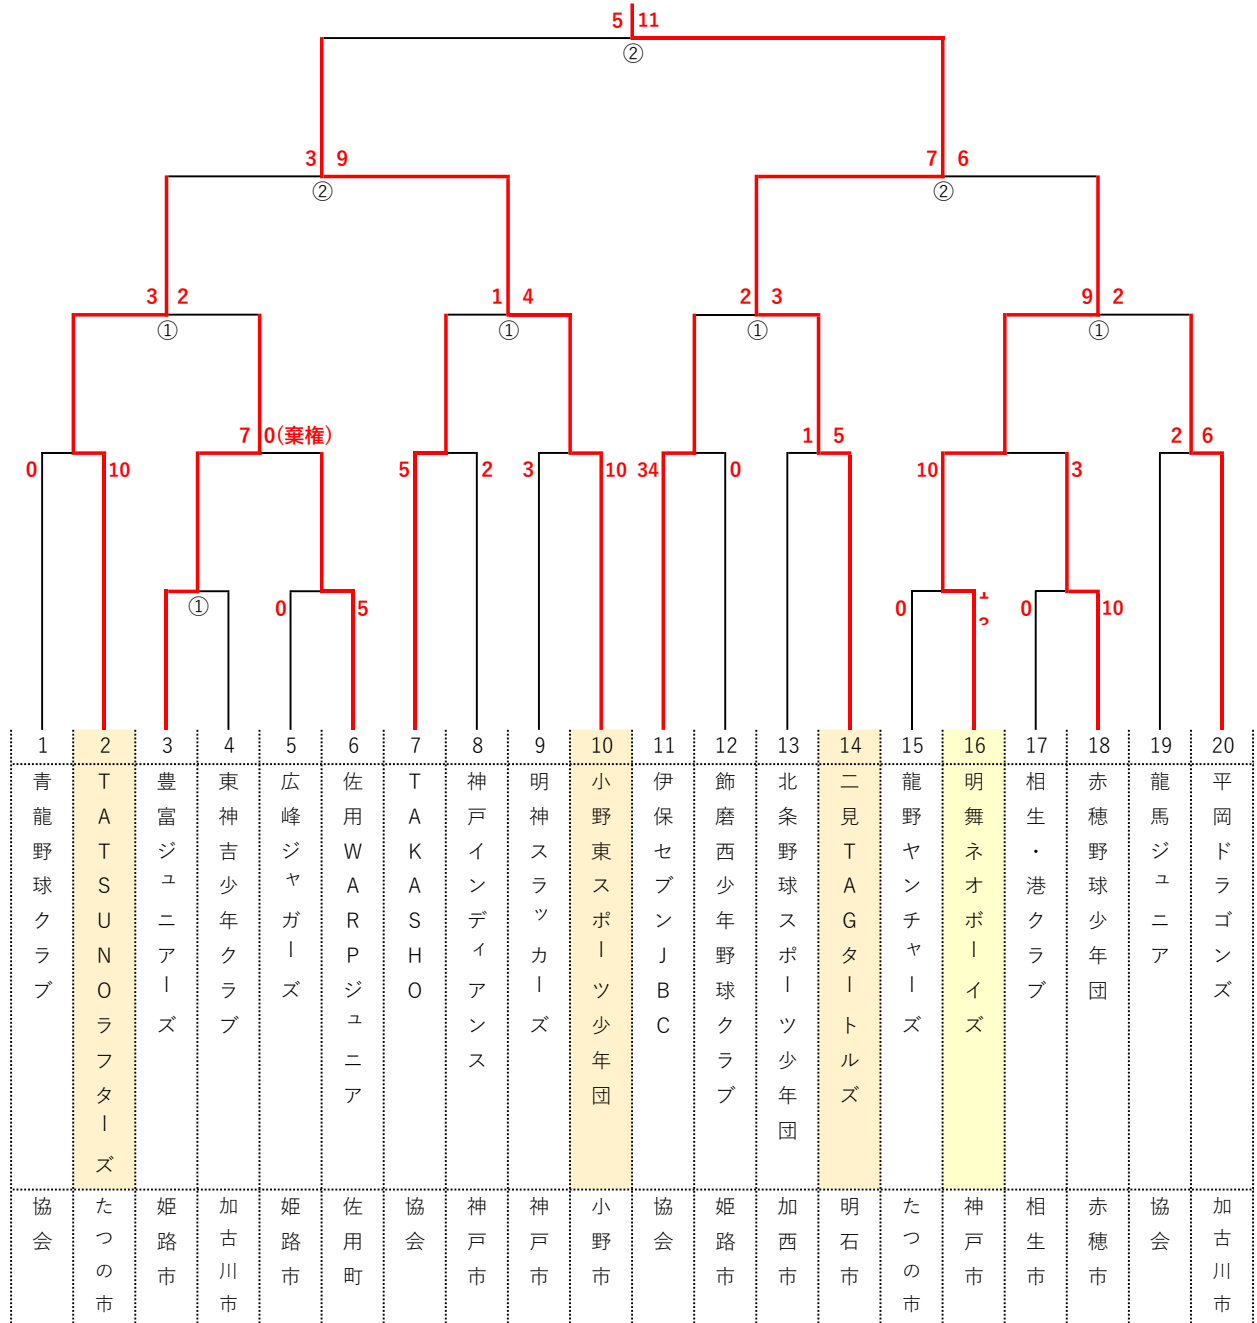 5 11
②
3 9 7 6
② ②
3 2 1 4 2 3 9 2
① ① ① ①
7 0(棄権) 1 5 2 6
0 10 5 2 3 10 34 0 10 3
① 0 5 0 0 10
1 2 3 4 5 6 7 8 9 10 11 12 13 14 15 16 17 18 19 20
青龍野球クラブ
TATSUNOラフターズ
豊富ジュニアーズ
東神吉少年クラブ
広峰ジャガーズ
佐用WARPジュニア
TAKASHO
神戸インディアンス
明神スラッカーズ
小野東スポーツ少年団
伊保セブンJBC
飾磨西少年野球クラブ
北条野球スポーツ少年団
二見TAGタートルズ
龍野ヤンチャーズ
明舞ネオボーイズ
相生・港クラブ
赤穂野球少年団
龍馬ジュニア
平岡ドラゴンズ
協会
たつの市
姫路市
加古川市
姫路市
佐用町
協会
神戸市
神戸市
小野市
協会
姫路市
加西市
明石市
たつの市
神戸市
相生市
赤穂市
協会
加古川市